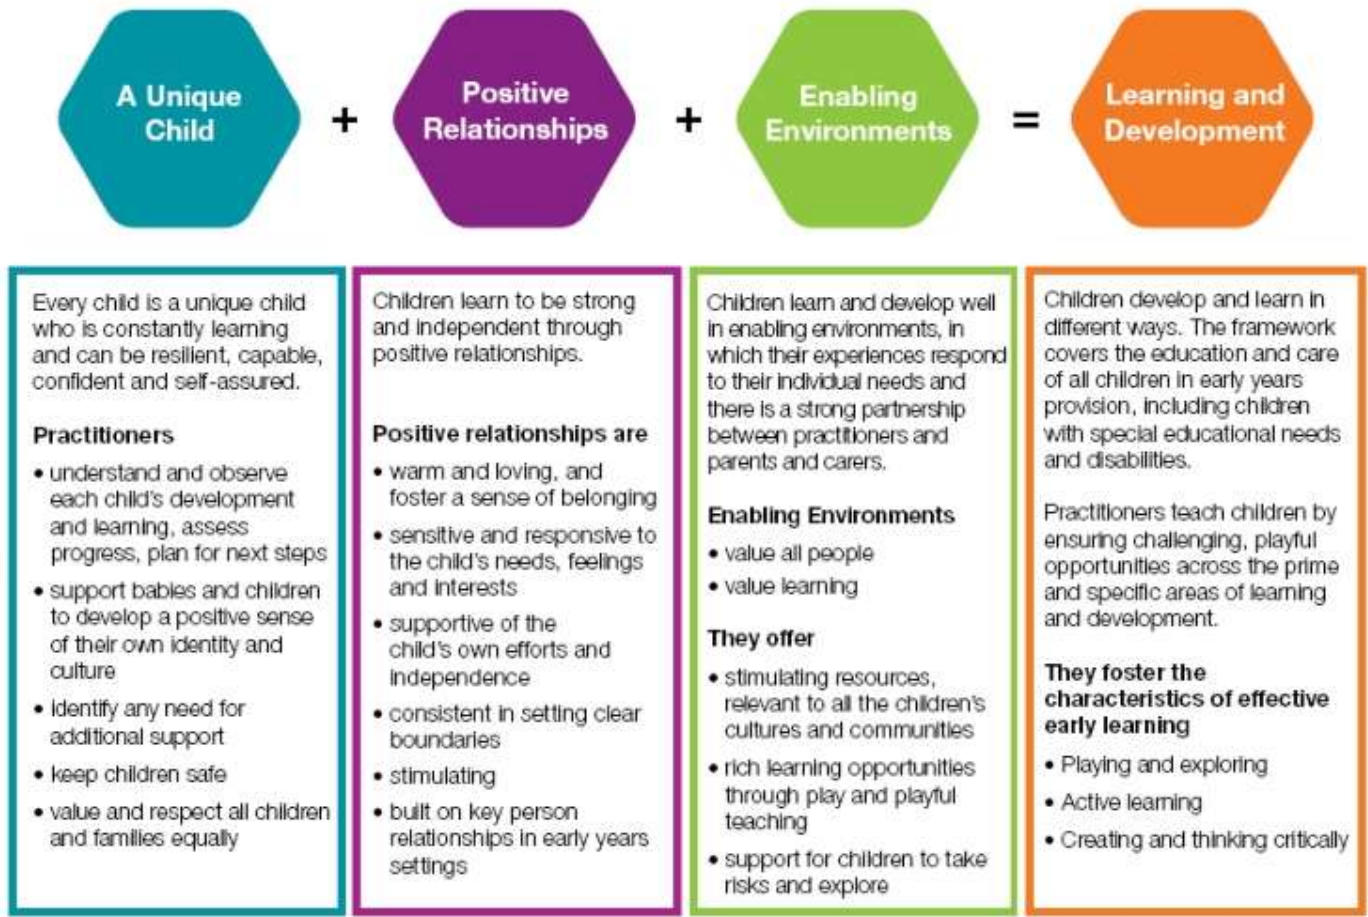 A Unique
Child
+
Positive
Relationships
+
Enabling
Environments
=
Learning and
Development
Every child is a unique child
who is constantly learning
and can be resilient, capable,
confident and self-assured.
Practitioners
• understand and observe
each child's development
and learning, assess
progress, plan for next steps
• support babies and children
to develop a positive sense
of their own identity and
culture
• identify any need for
additional support
• keep children safe
• value and respect all children
and families equally
Children learn to be strong
and independent through
positive relationships.
Positive relationships are
• warm and loving, and
foster a sense of belonging
• sensitive and responsive to
the child's needs, feelings
and interests
• supportive of the
child's own efforts and
independence
• consistent in setting clear
boundaries
• stimulating
• built on key person
relationships in early years
settings
Children learn and develop well
in enabling environments, in
which their experiences respond
to their individual needs and
there is a strong partnership
between practitioners and
parents and carers.
Enabling Environments
• value all people
• value learning
They offer
• stimulating resources,
relevant to all the children's
cultures and communities
• rich learning opportunities
through play and playful
teaching
• support for children to take
risks and explore
Children develop and learn in
different ways. The framework
covers the education and care
of all children in early years
provision, including children
with special educational needs
and disabilities.
Practitioners teach children by
ensuring challenging, playful
opportunities across the prime
and specific areas of learning
and development.
They foster the
characteristics of effective
early learning
• Playing and exploring
• Active learning
• Creating and thinking critically